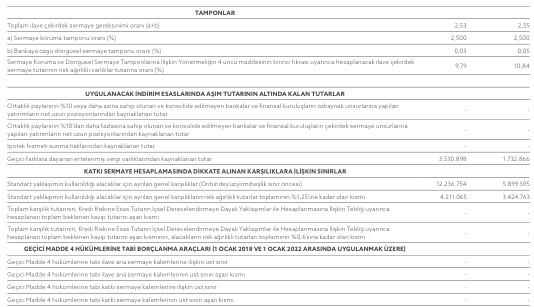 TAMPONLAR
Toplam ilave çekirdek sermaye gereksinimi oranı (a+b) 2.53 2,55
a) Sermaye koruma tamponu oranı (%) 2,500 2,500
b) Bankaya özgü döngüsel sermaye tamponu oranı (%) 0,03 0,05
Sermaye Koruma ve Döngüsel Sermaye Tamponlarına İlişkin Yönetmeliğin 4 üncü maddesinin birinci fıkrası uyarınca hesaplanacak ilave çekirdek
sermaye tutarının risk ağırlıklı varlıklar tutarına oranı (%) 9,79 10,84
UYGULANACAK İNDİRİM ESASLARINDA AŞIM TUTARININ ALTINDA KALAN TUTARLAR
Ortaklık paylarının %10 veya daha azına sahip olunan ve konsolide edilmeyen bankalar ve finansal kuruluşların özkaynak unsurlarına yapılan
yatırımların net uzun pozisyonlarından kaynaklanan tutar - -
Ortaklık paylarının %10'dan daha fazlasına sahip olunan ve konsolide edilmeyen bankalar ve finansal kuruluşların çekirdek sermaye unsurlarına
yapılan yatırımların net uzun pozisyonlarından kaynaklanan tutar - -
İpotek hizmeti sunma haklarından kaynaklanan tutar - -
Geçici farklara dayanan ertelenmiş vergi varlıklarından kaynaklanan tutar 3.530.898 1.732.866
KATKI SERMAYE HESAPLAMASINDA DİKKATE ALINAN KARŞILIKLARA İLİŞKİN SINIRLAR
Standart yaklaşımın kullanıldığı alacaklar için ayrılan genel karşılıklar (Onbindeyüzyirmibeşlik sınır öncesi) 12.236.754 5.899.595
Standart yaklaşımın kullanıldığı alacaklar için ayrılan genel karşılıkların risk ağırlıklı tutarlar toplamının %1,25'ine kadar olan kısmı 4.211.065 3.424.763
Toplam karşılık tutarının, Kredi Riskine Esas Tutarın İçsel Derecelendirmeye Dayalı Yaklaşımlar ile Hesaplanmasına İlişkin Tebliğ uyarınca
hesaplanan toplam beklenen kayıp tutarını aşan kısmı - -
Toplam karşılık tutarının, Kredi Riskine Esas Tutarın İçsel Derecelendirmeye Dayalı Yaklaşımlar ile Hesaplanmasına İlişkin Tebliğ uyarınca
hesaplanan toplam beklenen kayıp tutarını aşan kısmının, alacakların risk ağırlıklı tutarları toplamının %0,6'sına kadar olan kısmı - -
GEÇİCİ MADDE 4 HÜKÜMLERİNE TABİ BORÇLANMA ARAÇLARI (1 OCAK 2018 VE 1 OCAK 2022 ARASINDA UYGULANMAK ÜZERE)
Geçici Madde 4 hükümlerine tabi ilave ana sermaye kalemlerine ilişkin üst sınır - -
Geçici Madde 4 hükümlerine tabi ilave ana sermaye kalemlerinin üst sınırı aşan kısmı - -
Geçici Madde 4 hükümlerine tabi katkı sermaye kalemlerine ilişkin üst sınır - -
Geçici Madde 4 hükümlerine tabi katkı sermaye kalemlerinin üst sınırı aşan kısmı - -